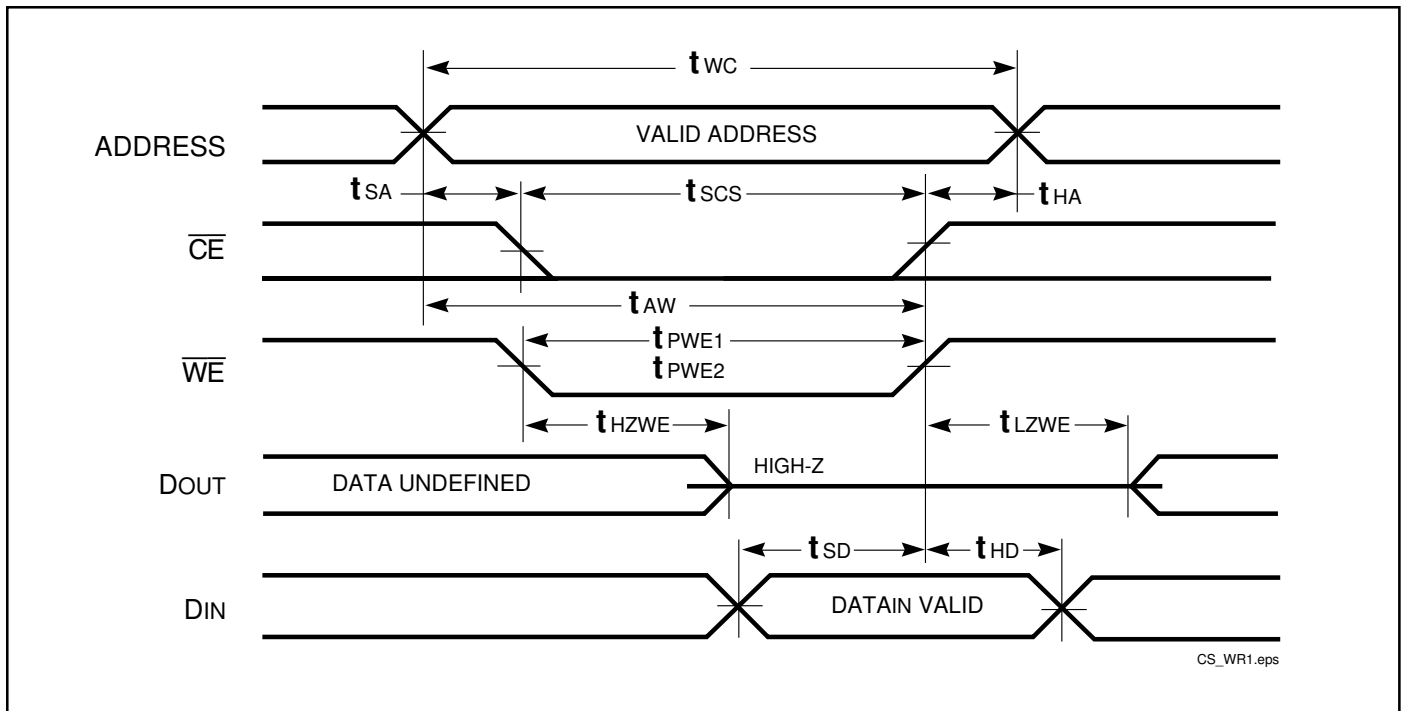 tWC
ADDRESS
VALID ADDRESS
tSA
tSCS
tHA
CE
tAW
tPWE1
WE
tPWE2
tHZWE
tLZWE
HIGH-Z
DOUT
DATA UNDEFINED
tSD
tHD
DIN
DATAIN VALID
CS_WR1.eps